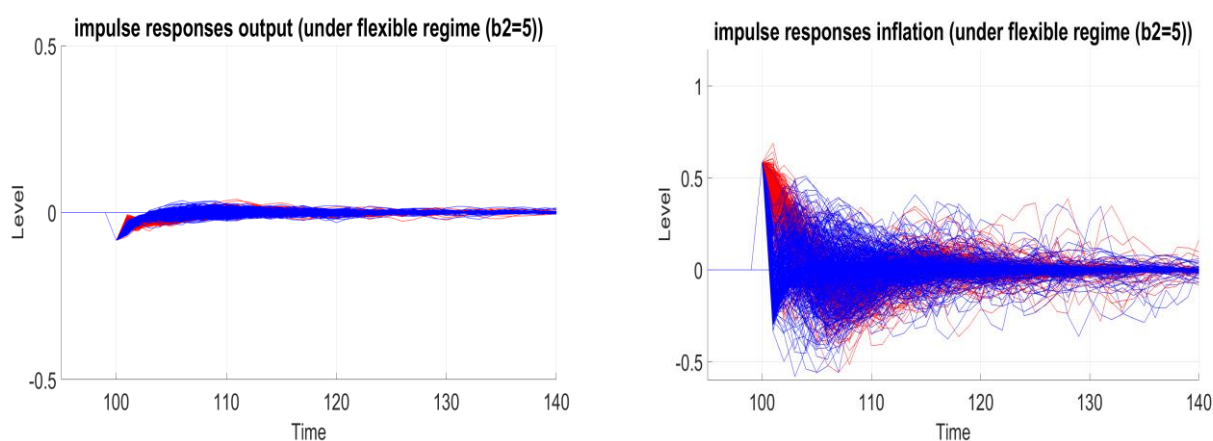 impulse responses output (under flexible regime (b2=5))
0.5
0
-0.5
Level
100
110
120
130
140
Time
impulse responses inflation (under flexible regime (b2=5))
1
0.5
0
-0.5
Level
100
110
120
130
140
Time